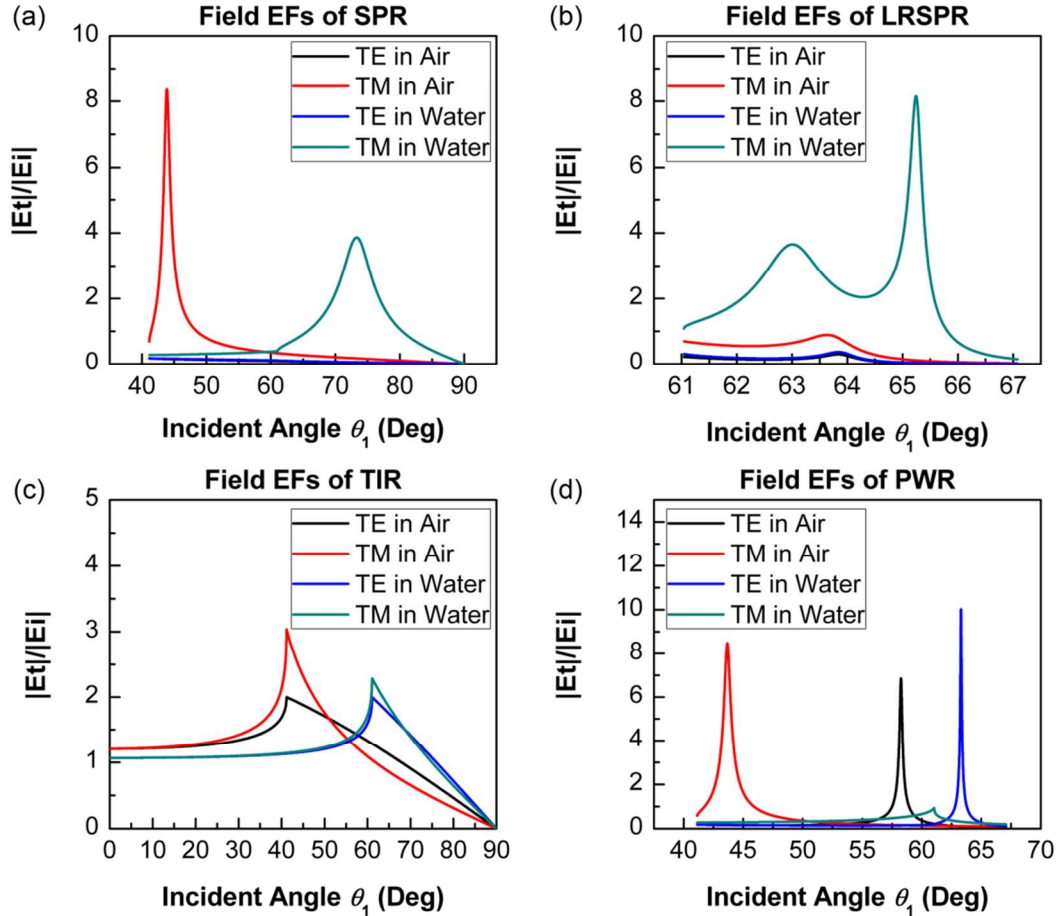 (a) Field EFs of SPR
TE in Air
TM in Air
TE in Water
TM in Water
|Et|/|Ei|
10
8
6
4
2
0
40 50 60 70 80 90
Incident Angle θ1 (Deg)
(b) Field EFs of LRSPR
TE in Air
TM in Air
TE in Water
TM in Water
|Et|/|Ei|
10
8
6
4
2
0
61 62 63 64 65 66 67
Incident Angle θ1 (Deg)
(c) Field EFs of TIR
TE in Air
TM in Air
TE in Water
TM in Water
|Et|/|Ei|
5
4
3
2
1
0
0 10 20 30 40 50 60 70 80 90
Incident Angle θ1 (Deg)
(d) Field EFs of PWR
TE in Air
TM in Air
TE in Water
TM in Water
|Et|/|Ei|
14
12
10
8
6
4
2
0
40 45 50 55 60 65 70
Incident Angle θ1 (Deg)